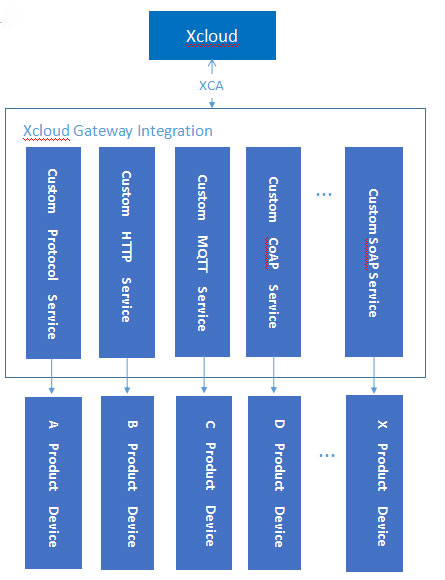 Xcloud
XCA
Xcloud Gateway Integration
Custom Protocol Service
Custom HTTP Service
Custom MQTT Service
Custom CoAP Service
...
Custom SoAP Service
A Product Device
B Product Device
C Product Device
D Product Device
...
X Product Device